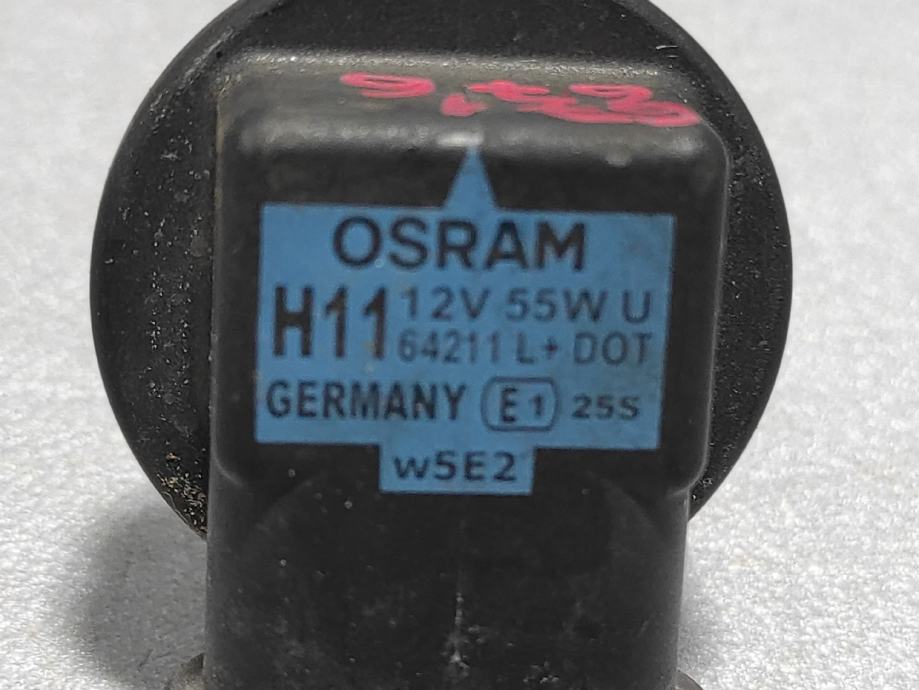 OSRAM
H11 12V 55W U
64211 L+ DOT
GERMANY E1 25S
W5E2